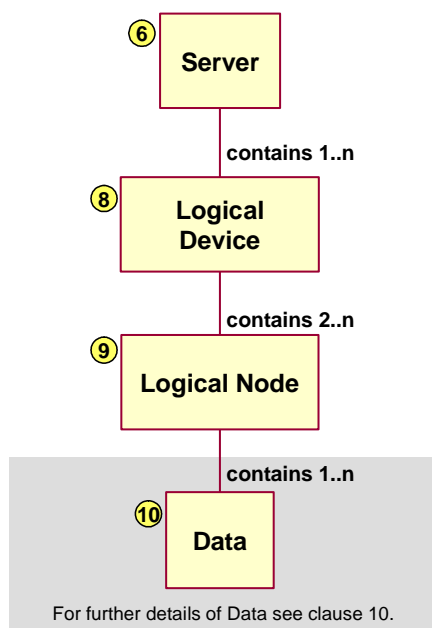 6
Server
contains 1..n
8
Logical
Device
contains 2..n
9
Logical Node
contains 1..n
10
Data
For further details of Data see clause 10.